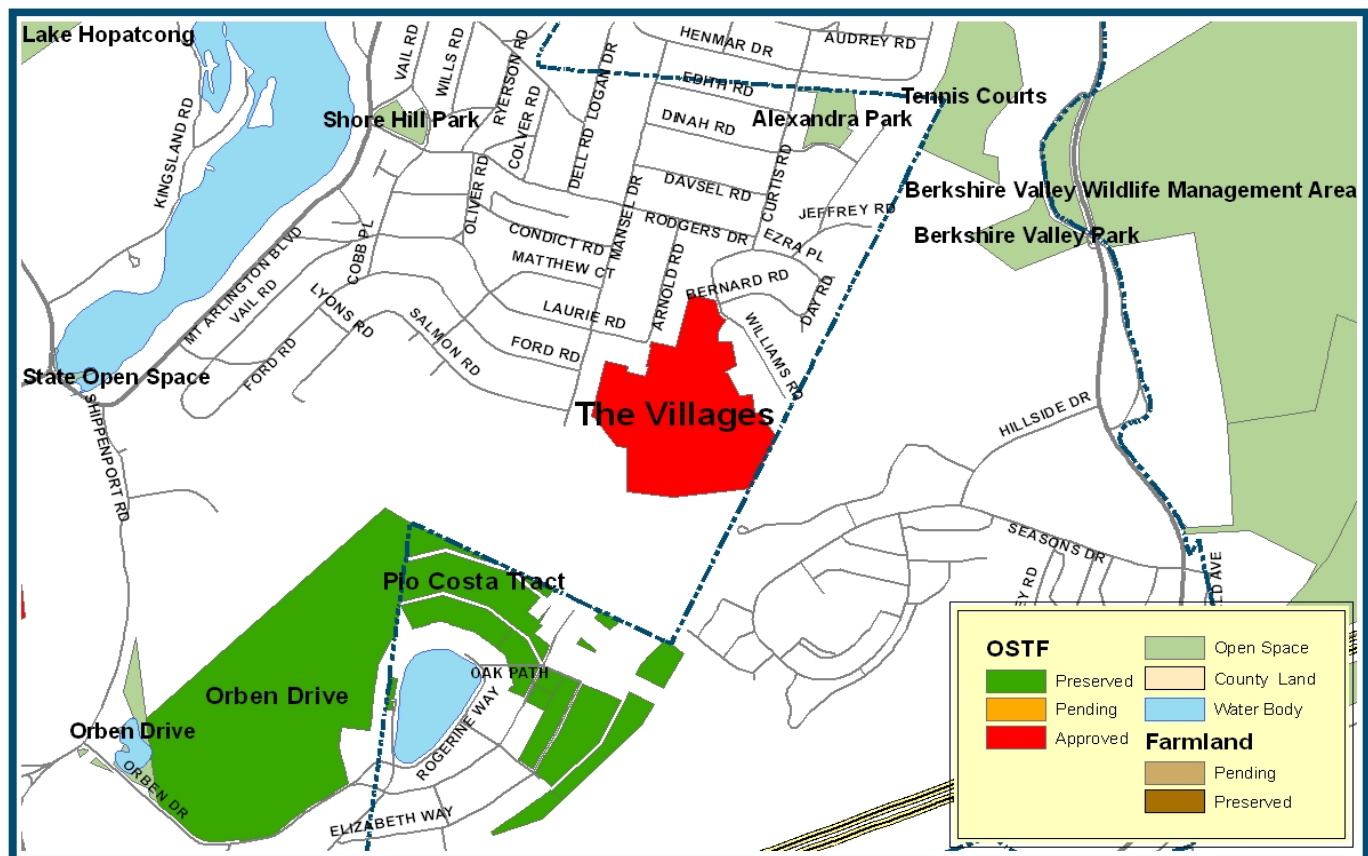 Lake Hopatcong
VAIL RD
WILLS RD
RYERSON RD
COLVER RD
LOGAN DR
DELL RD
HENMAR DR
AUDREY RD
EDITH RD
DINAH RD
Tennis Courts
Alexandra Park
Shore Hill Park
KINGSLAND RD
OLIVER RD
DAVSEL RD
CURTIS RD
Berkshire Valley Wildlife Management Area
JEFFREY RD
RODGERS DR
EZRA PL
Berkshire Valley Park
MANSEL DR
CONDICT RD
MATTHEW CT
COBB PL
MT ARLINGTON BLVD
VAIL RD
ARNOLD RD
BERNARD RD
DAY RD
LYONS RD
SALMON RD
LAURIE RD
FORD RD
FORD RD
WILLIAMS RD
State Open Space
SHIPPENPORT RD
The Villages
HILLSIDE DR
SEASONS DR
EY RD
LD AVE
Pio Costa Tract
OAK PATH
Orben Drive
ROGERINE WAY
Orben Drive
ORBEN DR
ELIZABETH WAY
OSTF
Preserved
Pending
Approved
Open Space
County Land
Water Body
Farmland
Pending
Preserved